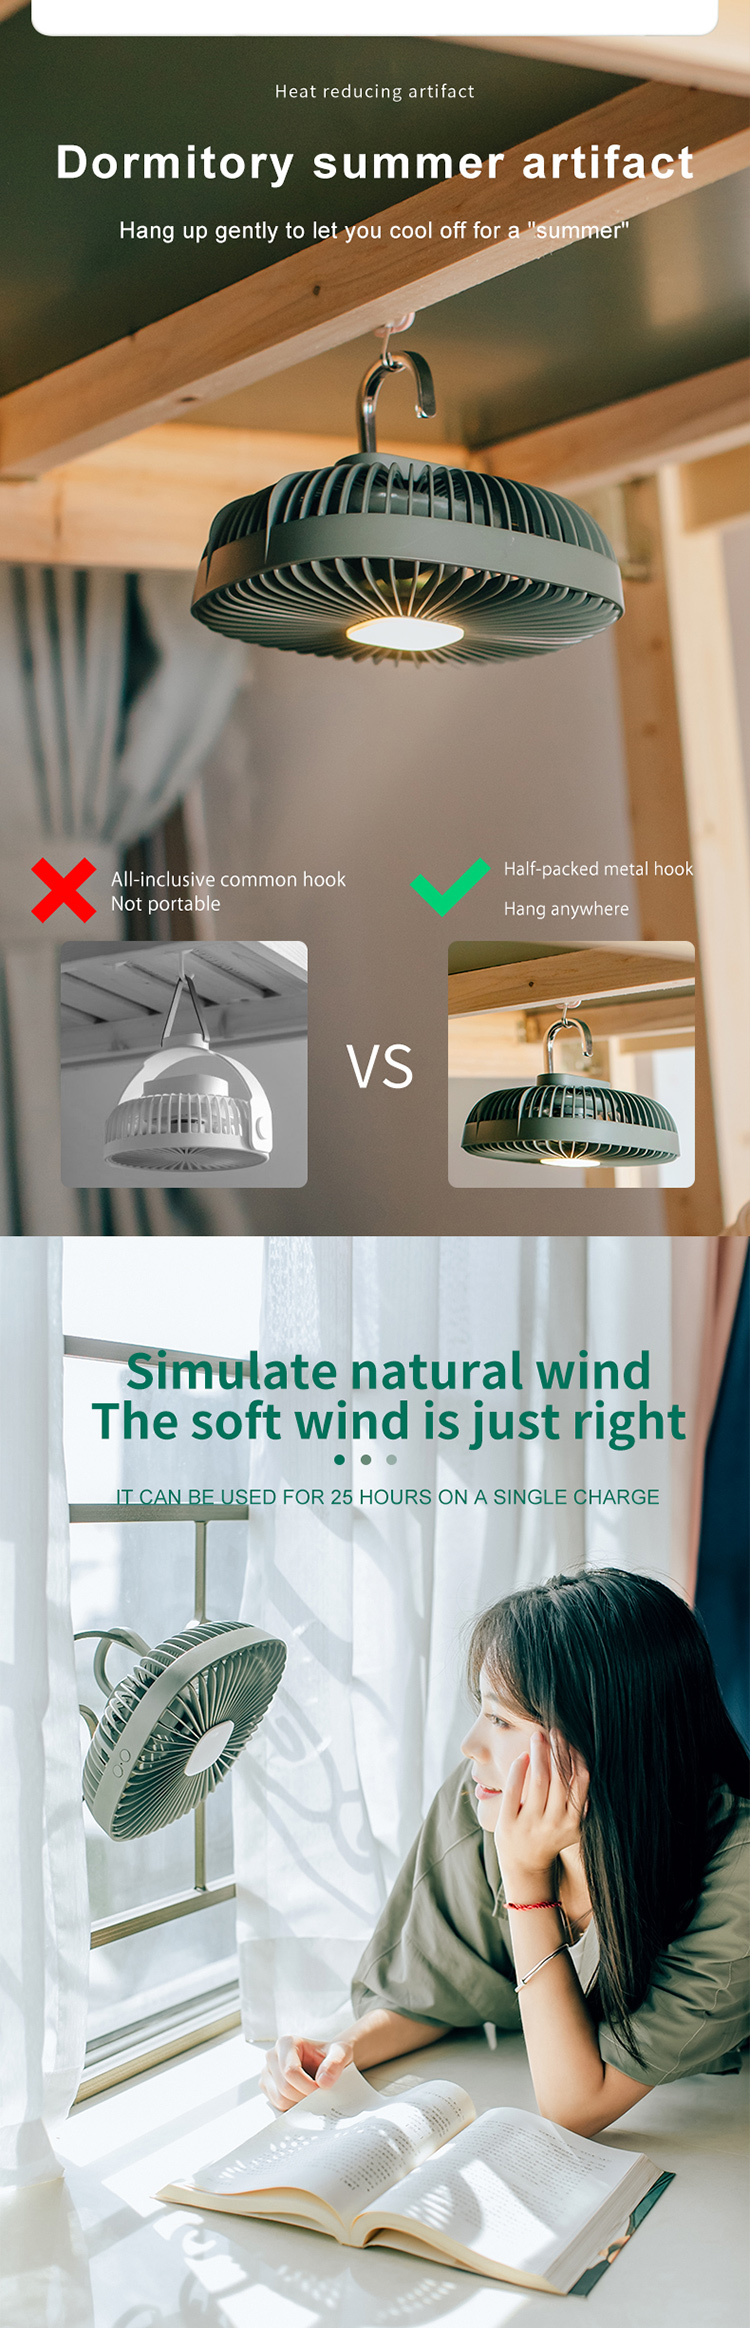 Heat reducing artifact
Dormitory summer artifact
Hang up gently to let you cool off for a "summer"
All-inclusive common hook
Not portable
Half-packed metal hook
Hang anywhere
VS
Simulate natural wind
The soft wind is just right
IT CAN BE USED FOR 25 HOURS ON A SINGLE CHARGE